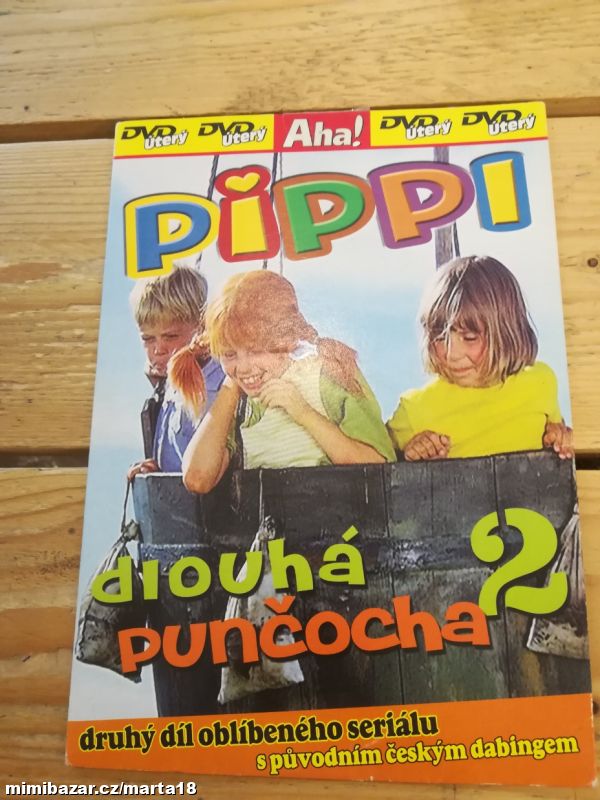 DVD Úterý DVD Úterý Aha! DVD Úterý DVD Úterý
PIPPI
dlouhá 2
punčocha
druhý díl oblíbeného seriálu
s původním českým dabingem
mimibazar.cz/marta18